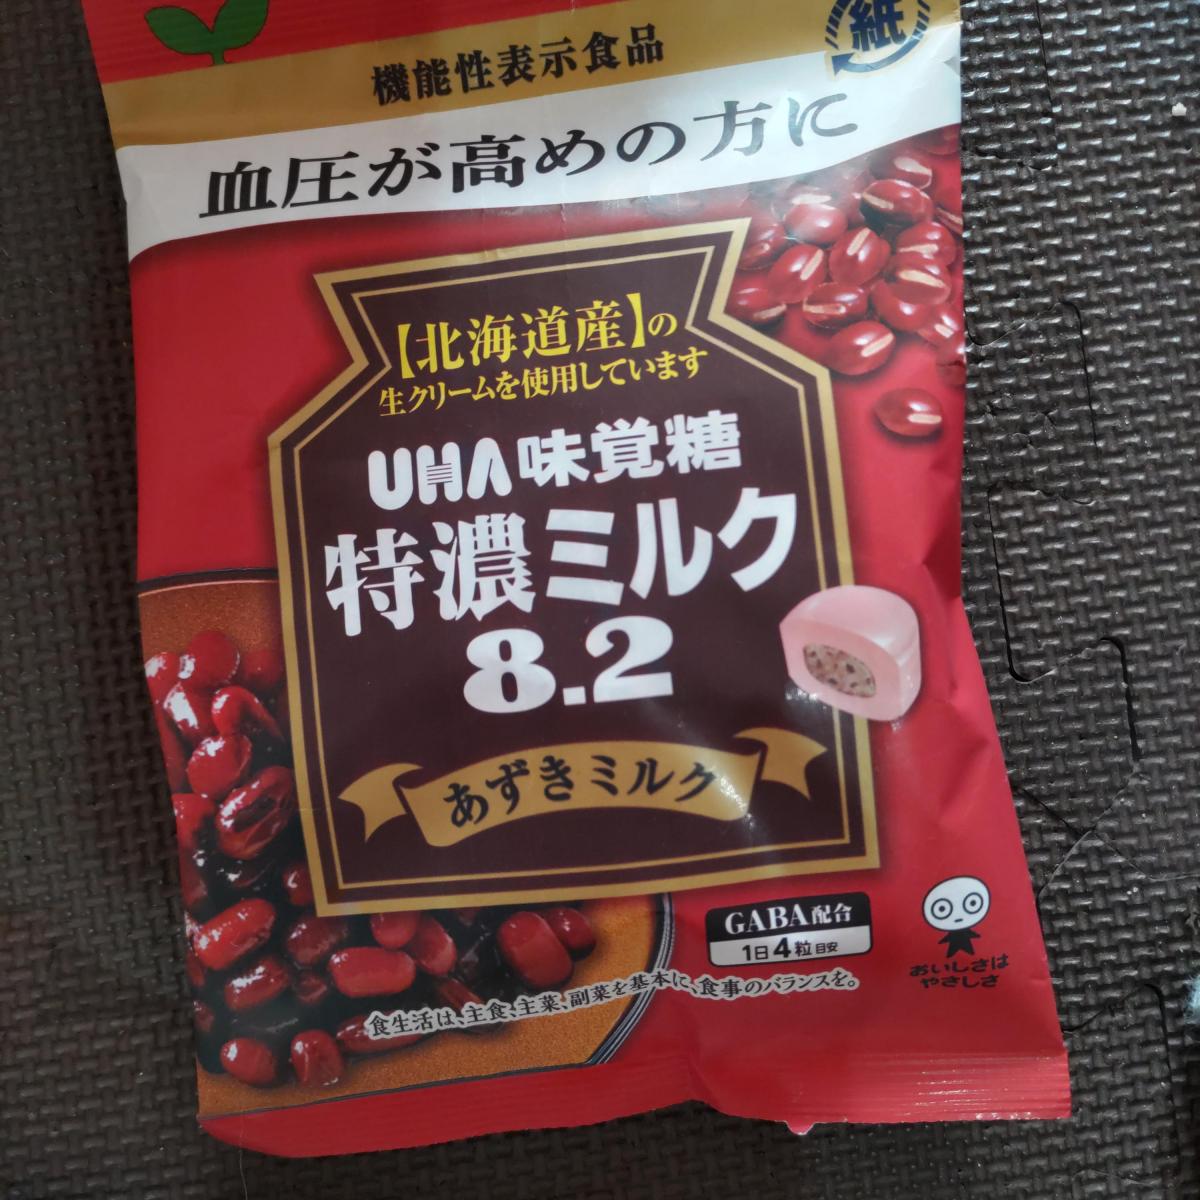 紙
機能性表示食品
血圧が高めの方に
【北海道産】の
生クリームを使用しています
UHA味覚糖
特濃ミルク
8.2
あずきミルク
GABA配合
1日4粒目安
おいしさは
やさしさ
食生活は、主食、主菜、副菜を基本に、食事のバランスを。